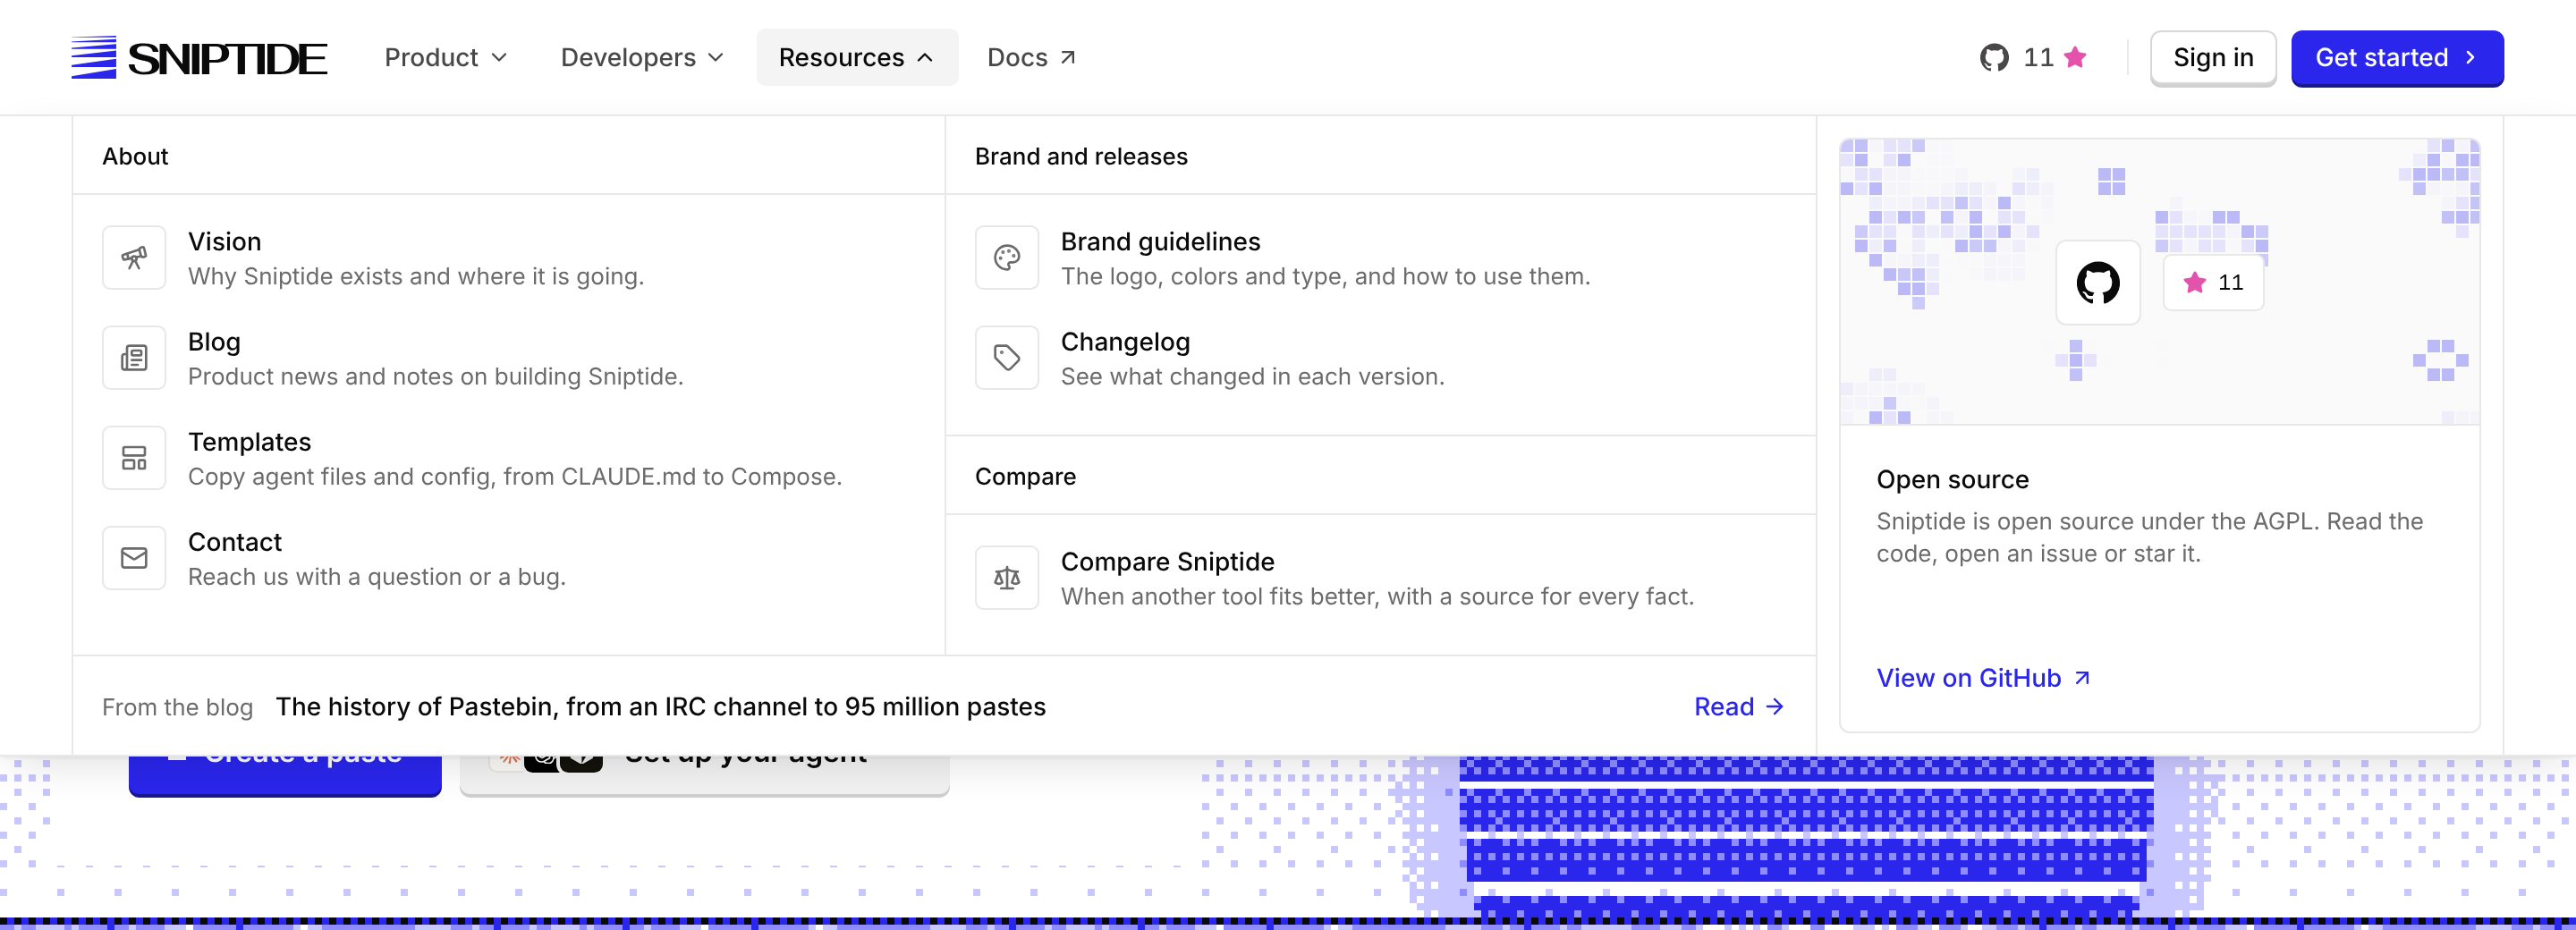 SNIPTIDE
Product
Developers
Resources
Docs
11
Sign in
Get started
About
Vision
Why Sniptide exists and where it is going.
Blog
Product news and notes on building Sniptide.
Templates
Copy agent files and config, from CLAUDE.md to Compose.
Contact
Reach us with a question or a bug.
Brand and releases
Brand guidelines
The logo, colors and type, and how to use them.
Changelog
See what changed in each version.
Compare
Compare Sniptide
When another tool fits better, with a source for every fact.
11
Open source
Sniptide is open source under the AGPL. Read the
code, open an issue or star it.
View on GitHub
From the blog
The history of Pastebin, from an IRC channel to 95 million pastes
Read
Create a paste
Set up your agent